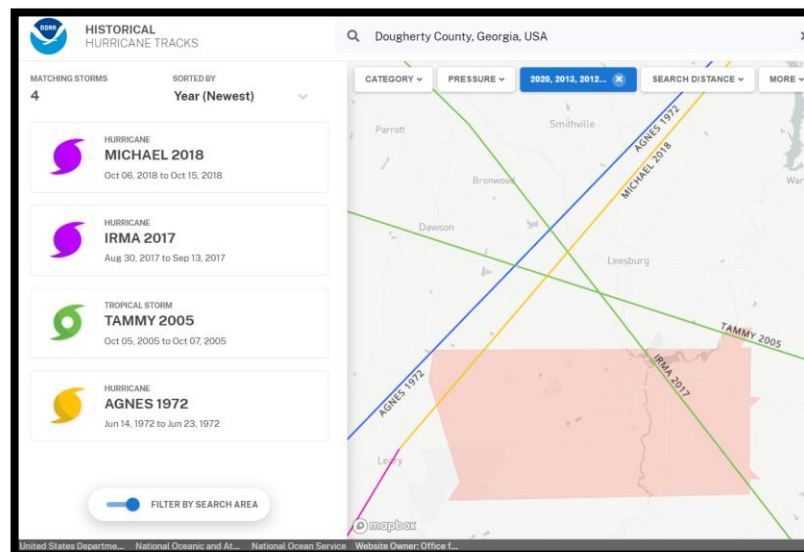 NOAA
HISTORICAL
HURRICANE TRACKS
Dougherty County, Georgia, USA
MATCHING STORMS
4
SORTED BY
Year (Newest)
HURRICANE
MICHAEL 2018
Oct 06, 2018 to Oct 15, 2018
HURRICANE
IRMA 2017
Aug 30, 2017 to Sep 13, 2017
TROPICAL STORM
TAMMY 2005
Oct 05, 2005 to Oct 07, 2005
HURRICANE
AGNES 1972
Jun 14, 1972 to Jun 23, 1972
FILTER BY SEARCH AREA
CATEGORY
PRESSURE
2020, 2013, 2012...
SEARCH DISTANCE
MORE
Parrott
Smithville
AGNES 1972
MICHAEL 2018
Bronwood
War
Dawson
Leesburg
TAMMY 2005
IRMA 2017
AGNES 1972
Leary
mapbox
United States Departme... National Oceanic and At... National Ocean Service Website Owner: Office f...